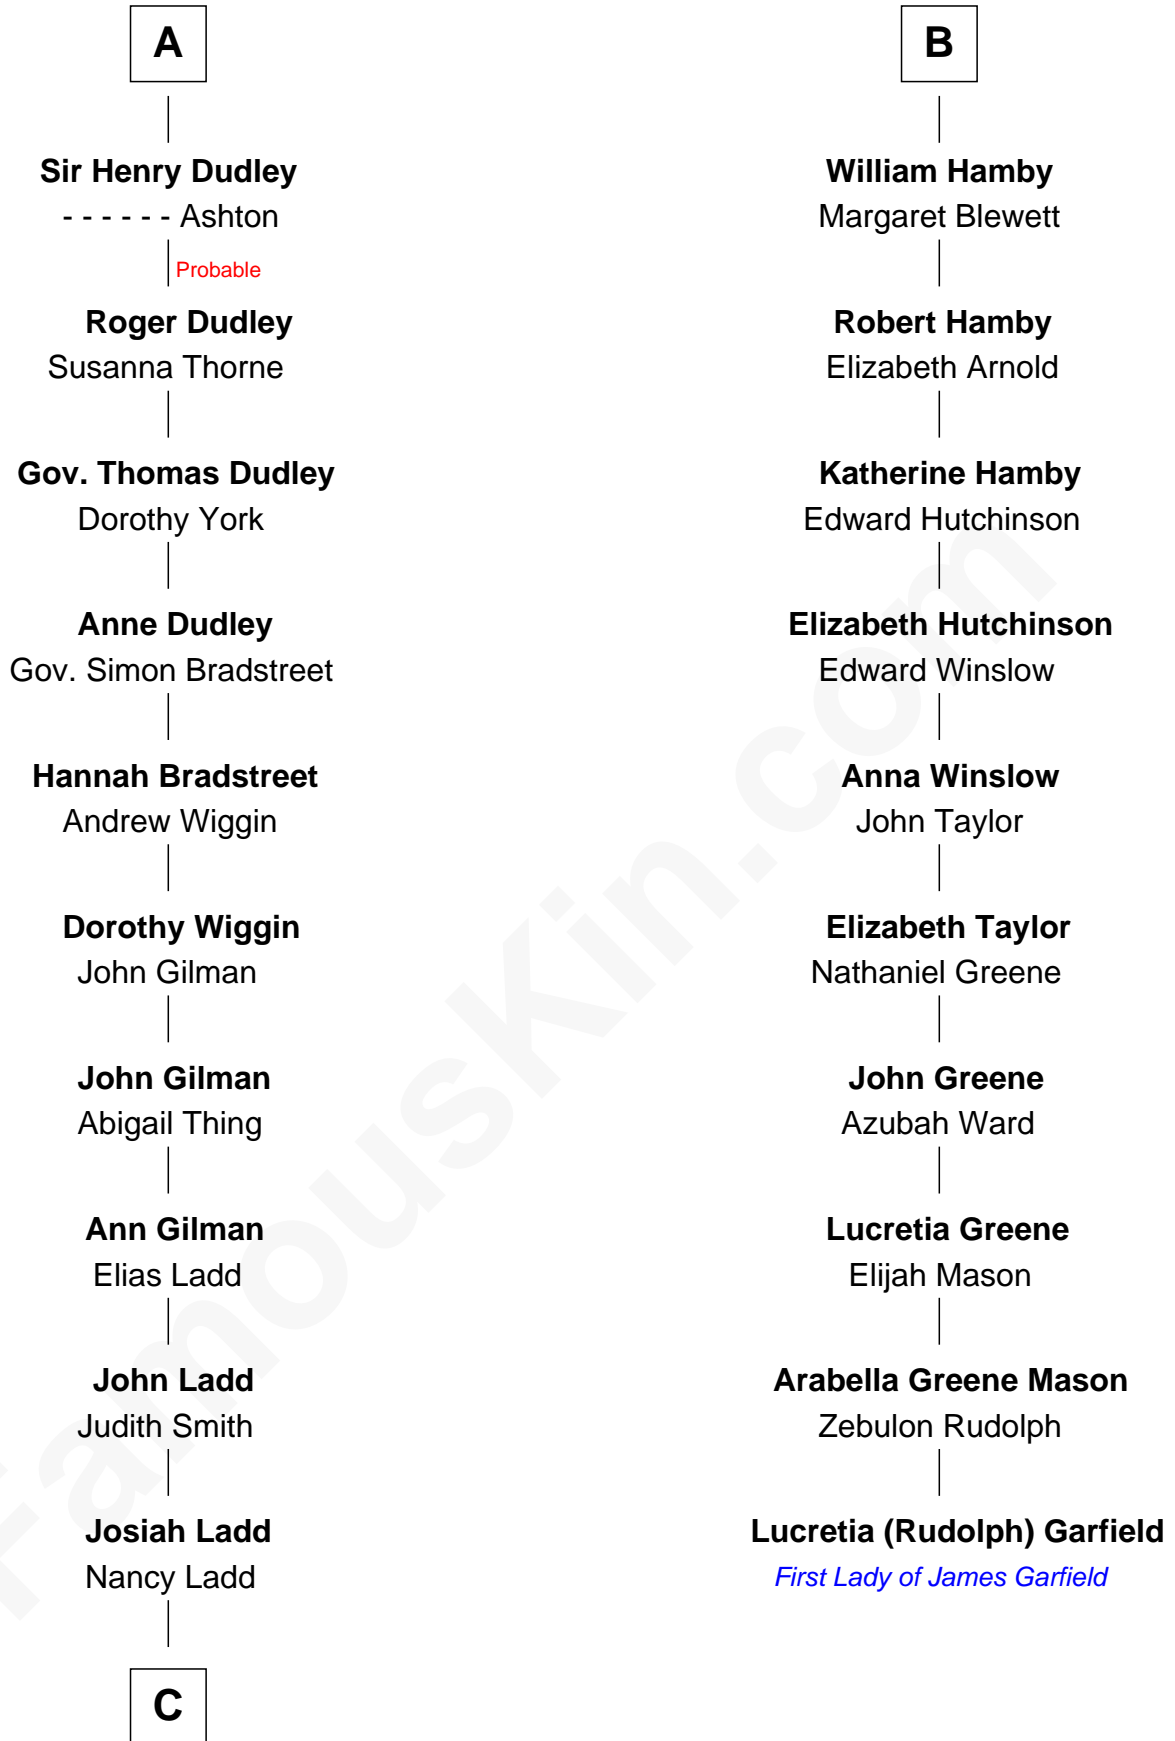 A
Sir Henry Dudley
- - - - - - Ashton
Probable
Roger Dudley
Susanna Thorne
Gov. Thomas Dudley
Dorothy York
Anne Dudley
Gov. Simon Bradstreet
Hannah Bradstreet
Andrew Wiggin
Dorothy Wiggin
John Gilman
John Gilman
Abigail Thing
Ann Gilman
Elias Ladd
John Ladd
Judith Smith
Josiah Ladd
Nancy Ladd
C
B
William Hamby
Margaret Blewett
Robert Hamby
Elizabeth Arnold
Katherine Hamby
Edward Hutchinson
Elizabeth Hutchinson
Edward Winslow
Anna Winslow
John Taylor
Elizabeth Taylor
Nathaniel Greene
John Greene
Azubah Ward
Lucretia Greene
Elijah Mason
Arabella Greene Mason
Zebulon Rudolph
Lucretia (Rudolph) Garfield
First Lady of James Garfield
FamousKin.com